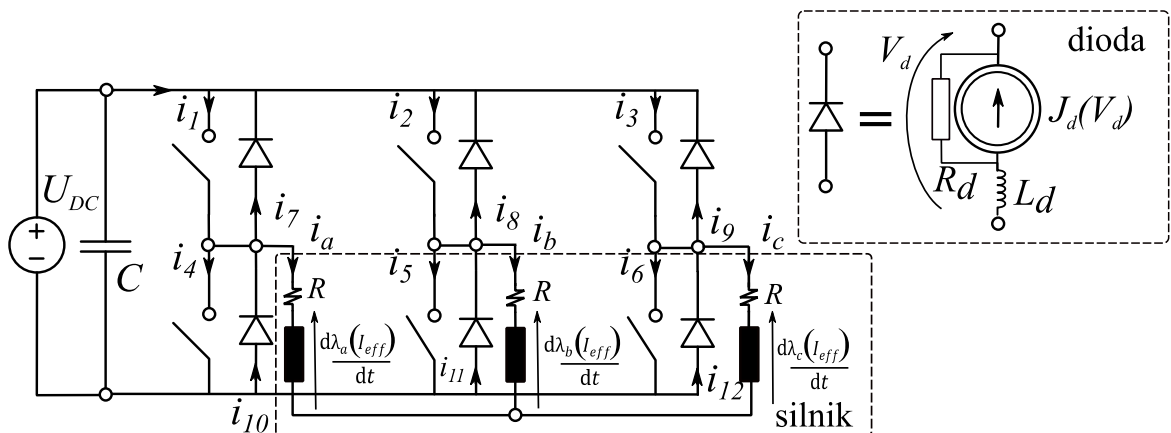 V_d
dioda
J_d(V_d)
R_d
L_d
=
i_1
i_2
i_3
U_DC
+
−
C
i_7
i_8
i_9
i_a
i_b
i_c
i_4
i_5
i_6
R
R
R
dλ_a(I_eff)
dt
dλ_b(I_eff)
dt
dλ_c(I_eff)
dt
i_10
i_11
i_12
silnik